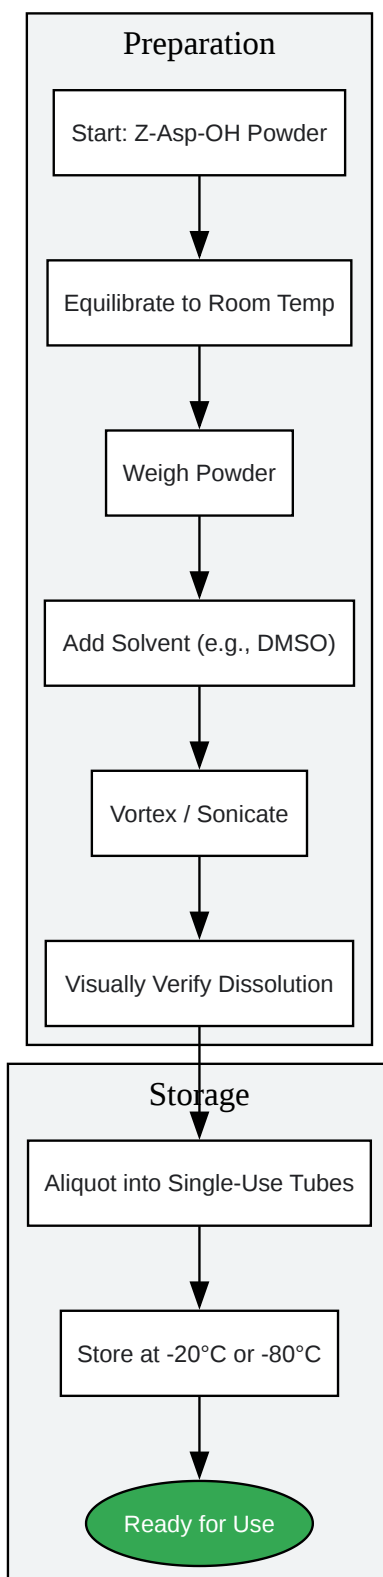 Preparation
Start: Z-Asp-OH Powder
Equilibrate to Room Temp
Weigh Powder
Add Solvent (e.g., DMSO)
Vortex / Sonicate
Visually Verify Dissolution
Storage
Aliquot into Single-Use Tubes
Store at -20°C or -80°C
Ready for Use